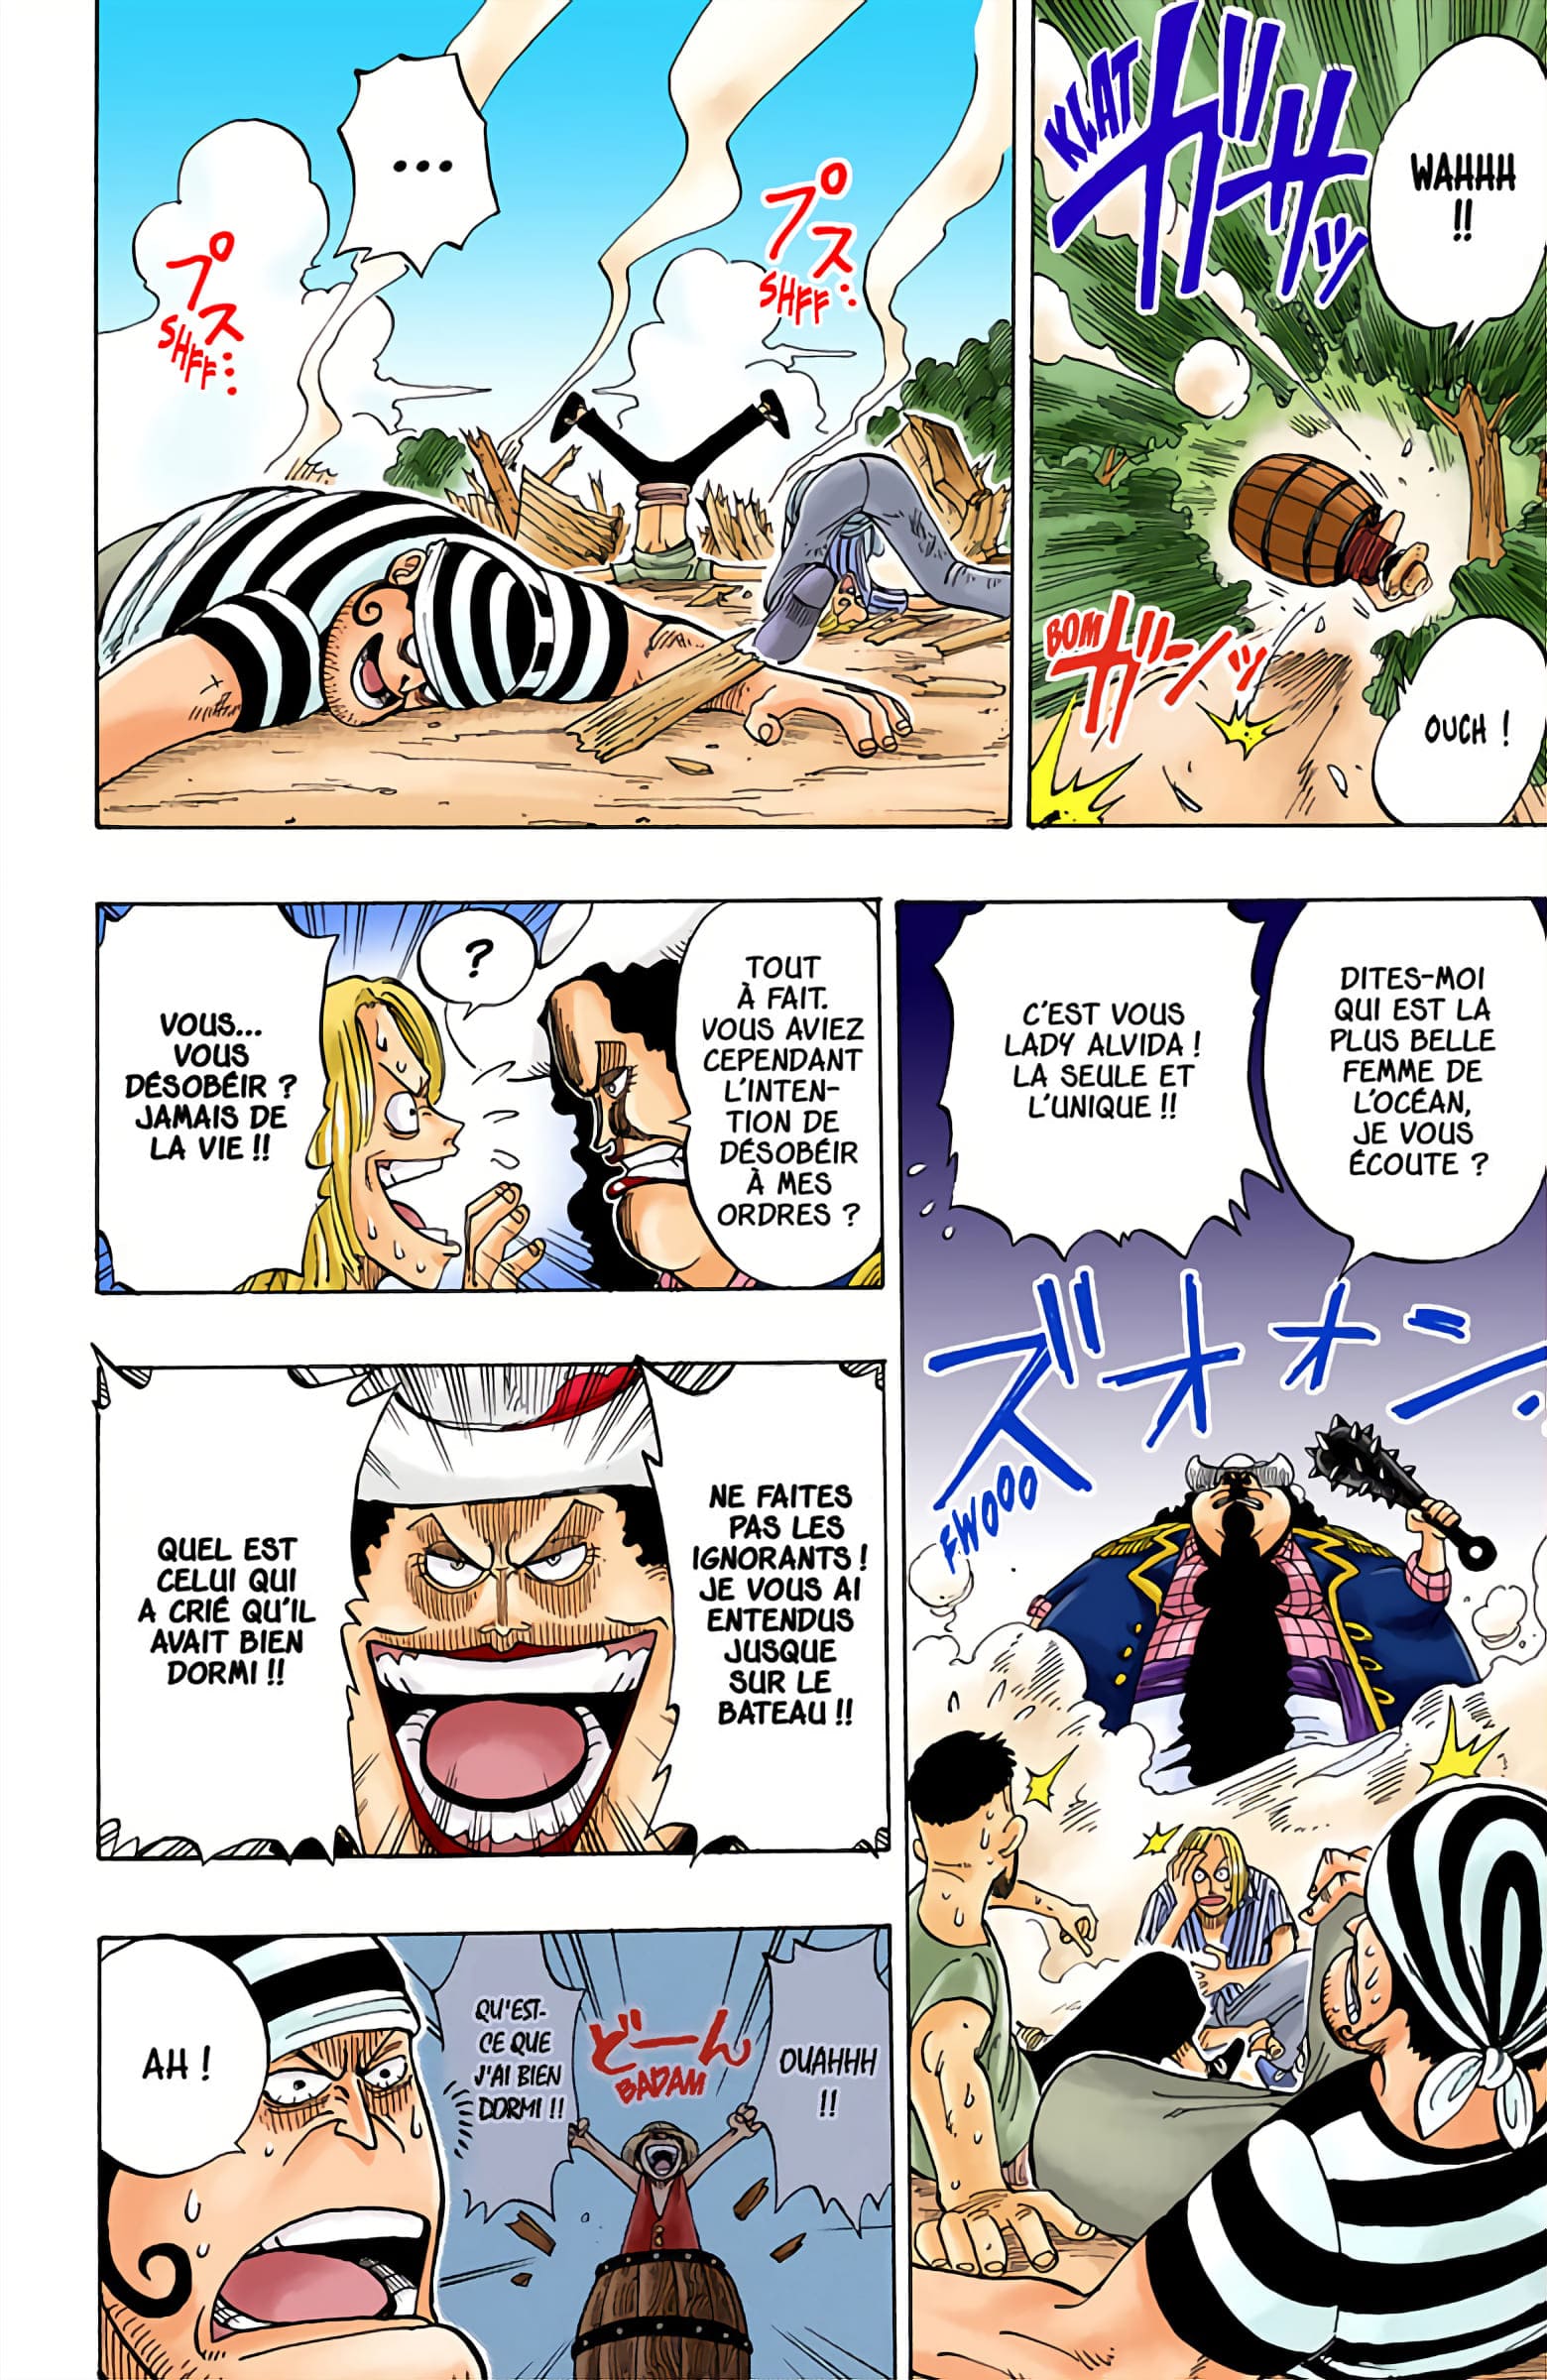 WAHHH
!!
KLAT
ガガサッ
BOM
ガーンッ
OUCH !
...
プス...
SHFF
プス...
SHFF
DITES-MOI
QUI EST LA
PLUS BELLE
FEMME DE
L'OCÉAN,
JE VOUS
ÉCOUTE ?
C'EST VOUS
LADY ALVIDA !
LA SEULE ET
L'UNIQUE !!
ズオオン
FWOOO
TOUT
À FAIT.
VOUS AVIEZ
CEPENDANT
L'INTEN-
TION DE
DÉSOBÉIR
À MES
ORDRES ?
?
VOUS...
VOUS
DÉSOBÉIR ?
JAMAIS DE
LA VIE !!
NE FAITES
PAS LES
IGNORANTS !
JE VOUS AI
ENTENDUS
JUSQUE
SUR LE
BATEAU !!
QUEL EST
CELUI QUI
A CRIÉ QU'IL
AVAIT BIEN
DORMI !!
OUAHHH
!!
どーん
BADAM
QU'EST-
CE QUE
J'AI BIEN
DORMI !!
AH !